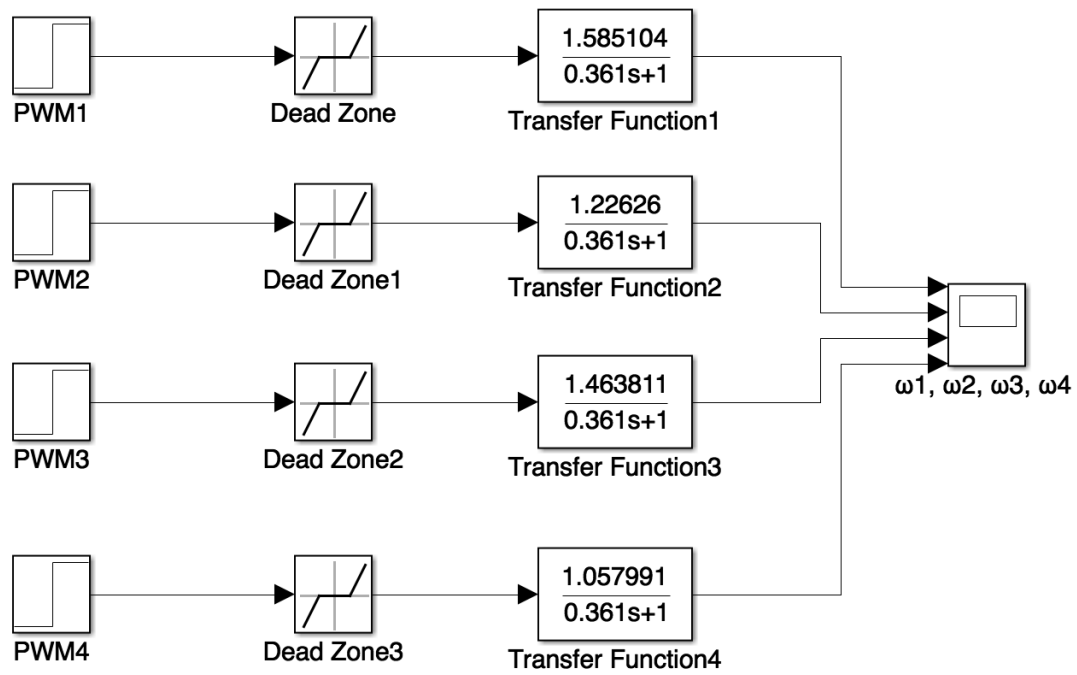 1.585104
0.361s+1
PWM1
Dead Zone
Transfer Function1
1.22626
0.361s+1
PWM2
Dead Zone1
Transfer Function2
ω1, ω2, ω3, ω4
1.463811
0.361s+1
PWM3
Dead Zone2
Transfer Function3
1.057991
0.361s+1
PWM4
Dead Zone3
Transfer Function4